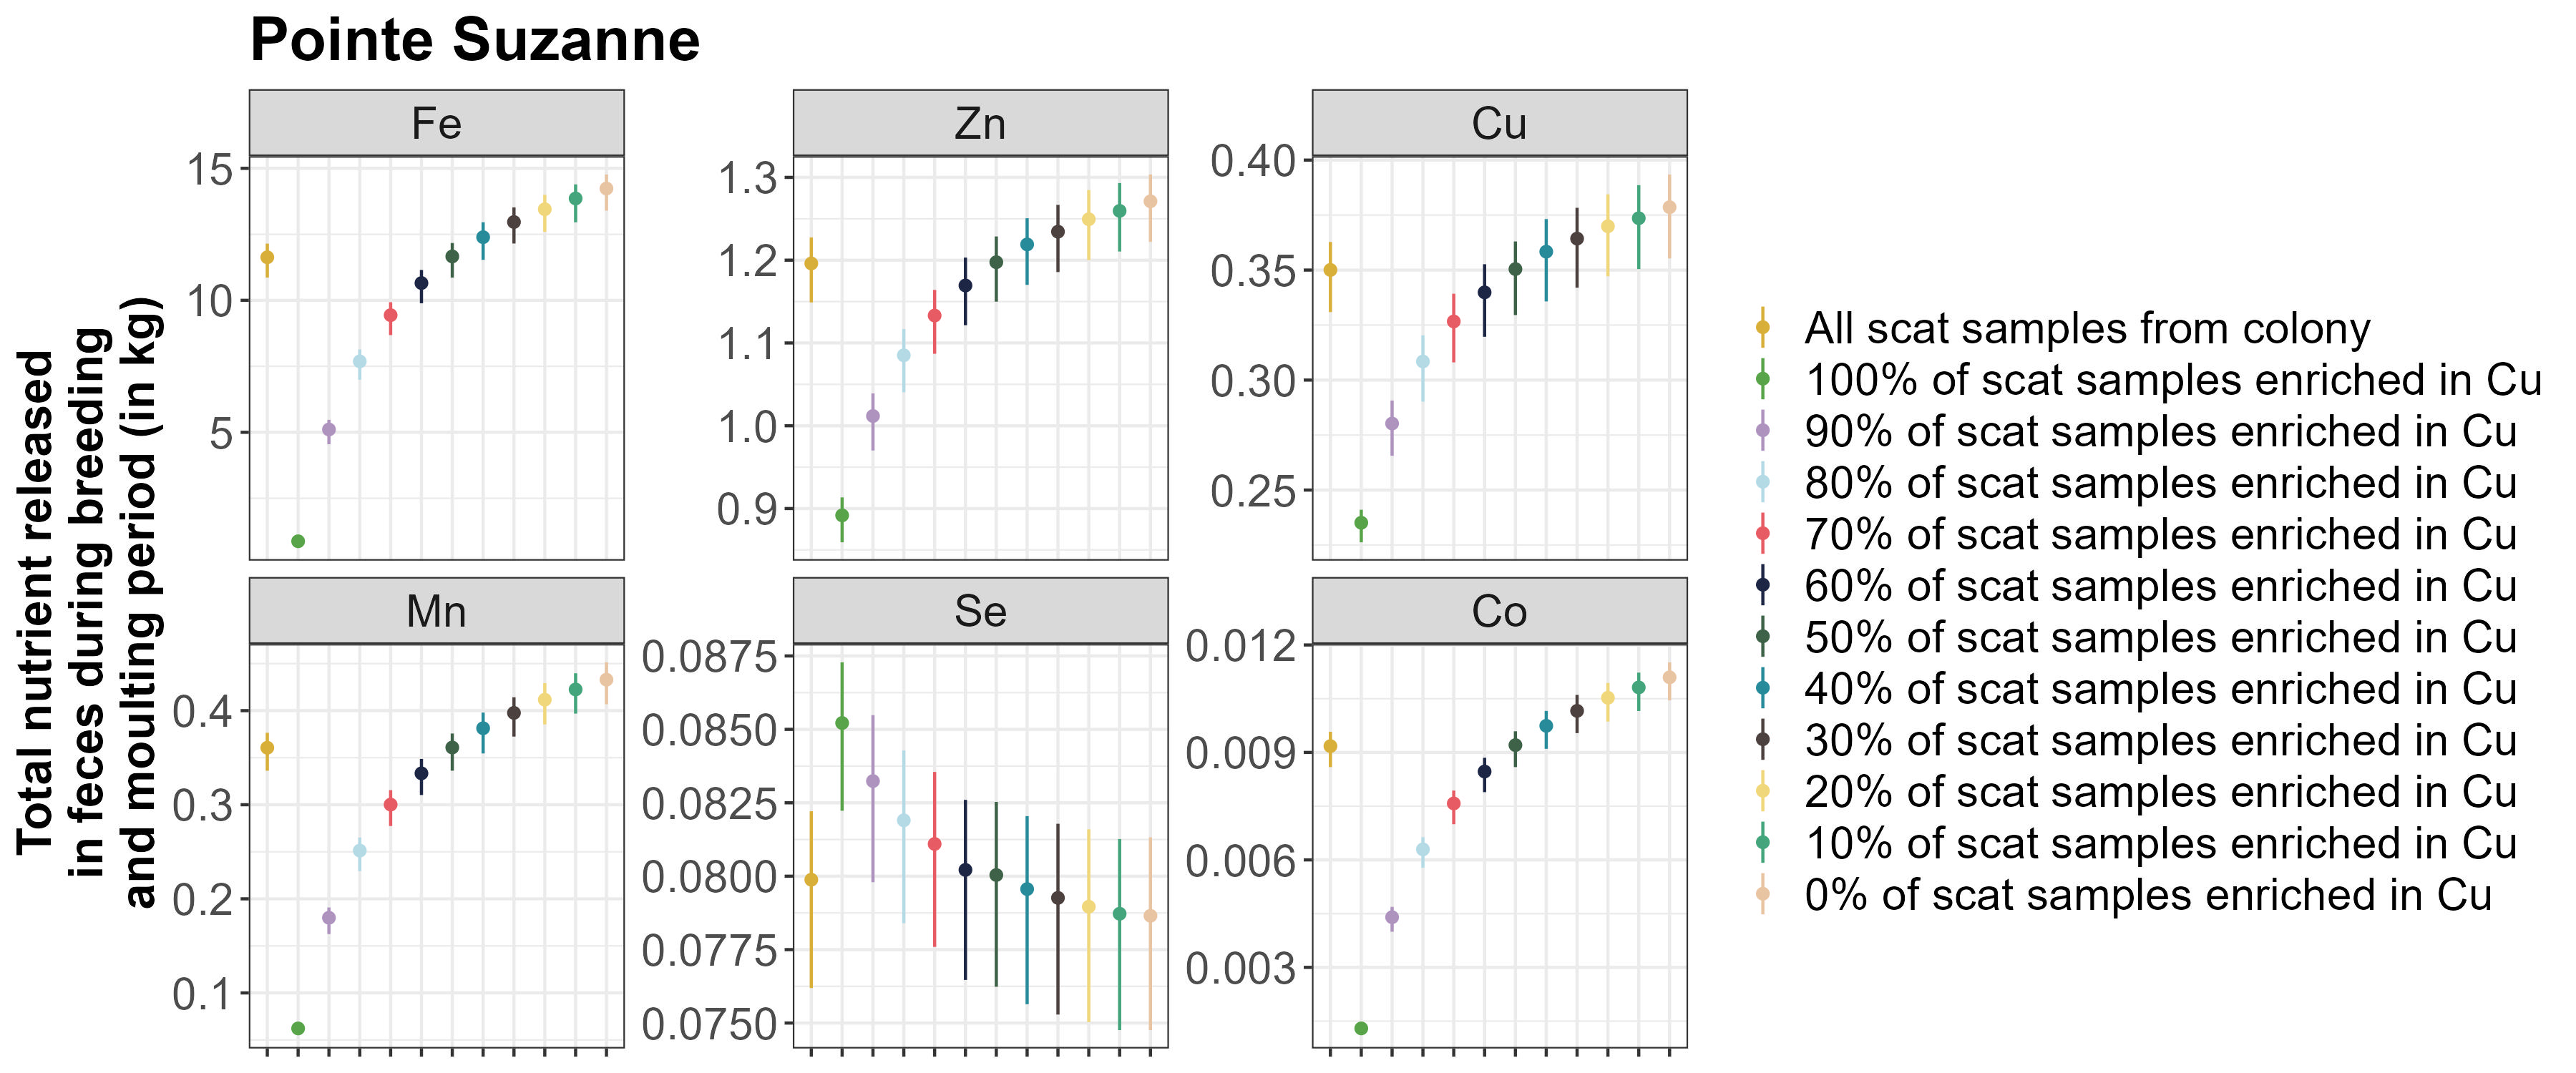 Pointe Suzanne
Total nutrient released
in feces during breeding
and moulting period (in kg)
Fe
15
10
5
Zn
1.3
1.2
1.1
1.0
0.9
Cu
0.40
0.35
0.30
0.25
Mn
0.4
0.3
0.2
0.1
Se
0.0875
0.0850
0.0825
0.0800
0.0775
0.0750
Co
0.012
0.009
0.006
0.003
All scat samples from colony
100% of scat samples enriched in Cu
90% of scat samples enriched in Cu
80% of scat samples enriched in Cu
70% of scat samples enriched in Cu
60% of scat samples enriched in Cu
50% of scat samples enriched in Cu
40% of scat samples enriched in Cu
30% of scat samples enriched in Cu
20% of scat samples enriched in Cu
10% of scat samples enriched in Cu
0% of scat samples enriched in Cu